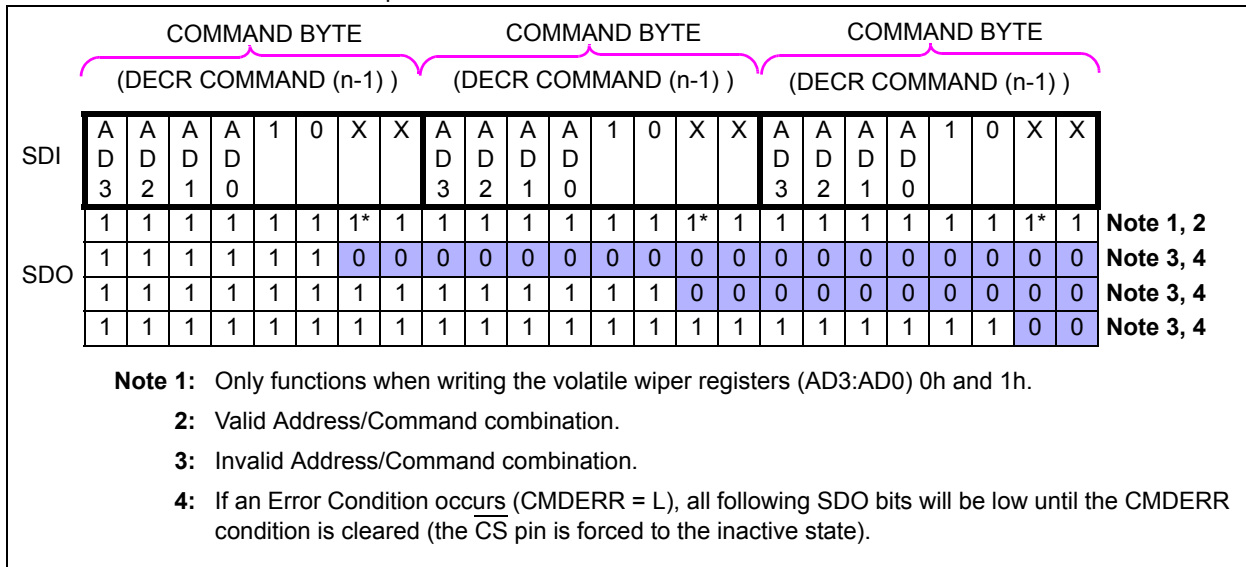 COMMAND BYTE COMMAND BYTE COMMAND BYTE
(DECR COMMAND (n-1) ) (DECR COMMAND (n-1) ) (DECR COMMAND (n-1) )
SDI A A A A 1 0 X X A A A A 1 0 X X A A A A 1 0 X X
D D D D D D D D D D D D
3 2 1 0 3 2 1 0 3 2 1 0
1 1 1 1 1 1 1* 1 1 1 1 1 1 1 1* 1 1 1 1 1 1 1 1* 1 Note 1, 2
SDO 1 1 1 1 1 1 0 0 0 0 0 0 0 0 0 0 0 0 0 0 0 0 0 0 Note 3, 4
1 1 1 1 1 1 1 1 1 1 1 1 1 1 0 0 0 0 0 0 0 0 0 0 Note 3, 4
1 1 1 1 1 1 1 1 1 1 1 1 1 1 1 1 1 1 1 1 1 1 0 0 Note 3, 4
Note 1: Only functions when writing the volatile wiper registers (AD3:AD0) 0h and 1h.
2: Valid Address/Command combination.
3: Invalid Address/Command combination.
4: If an Error Condition occurs (CMDERR = L), all following SDO bits will be low until the CMDERR
condition is cleared (the CS pin is forced to the inactive state).